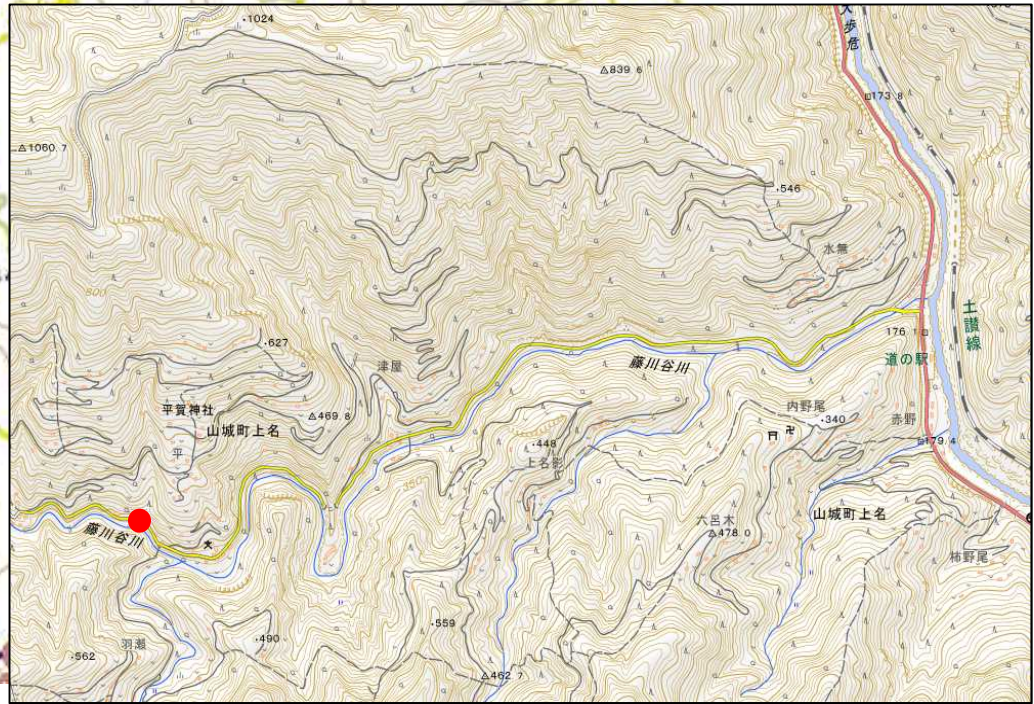 ・1024
大歩危
△839.6
173.8
△1060.7
・546
水無
800
土讃線
176.1
道の駅
藤川谷川
・627
津屋
平賀神社
△469.8
山城町上名
内野尾
・340
赤野
・448
上名影
179.4
平
350
山城町上名
六呂木
△478.0
藤川谷川
柿野尾
・559
羽瀬
・490
・562
△462.7